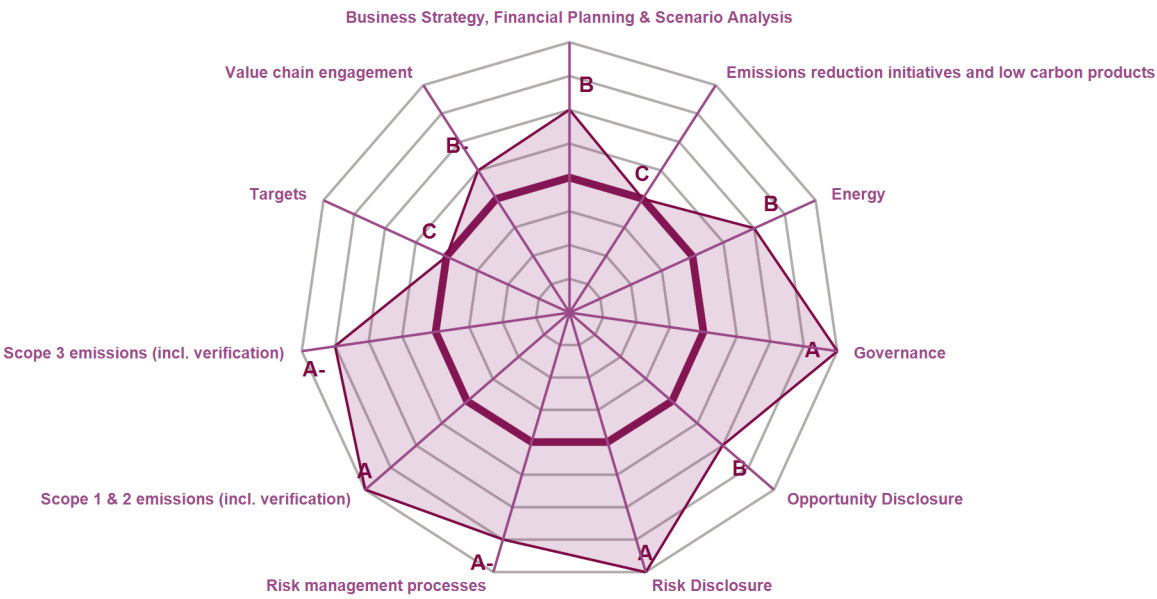 Business Strategy, Financial Planning & Scenario Analysis
Value chain engagement
Emissions reduction initiatives and low carbon products
B
B-
C
Targets
Energy
B
C
Scope 3 emissions (incl. verification)
A-
A
Governance
A
B
Scope 1 & 2 emissions (incl. verification)
Opportunity Disclosure
A-
A
Risk management processes
Risk Disclosure